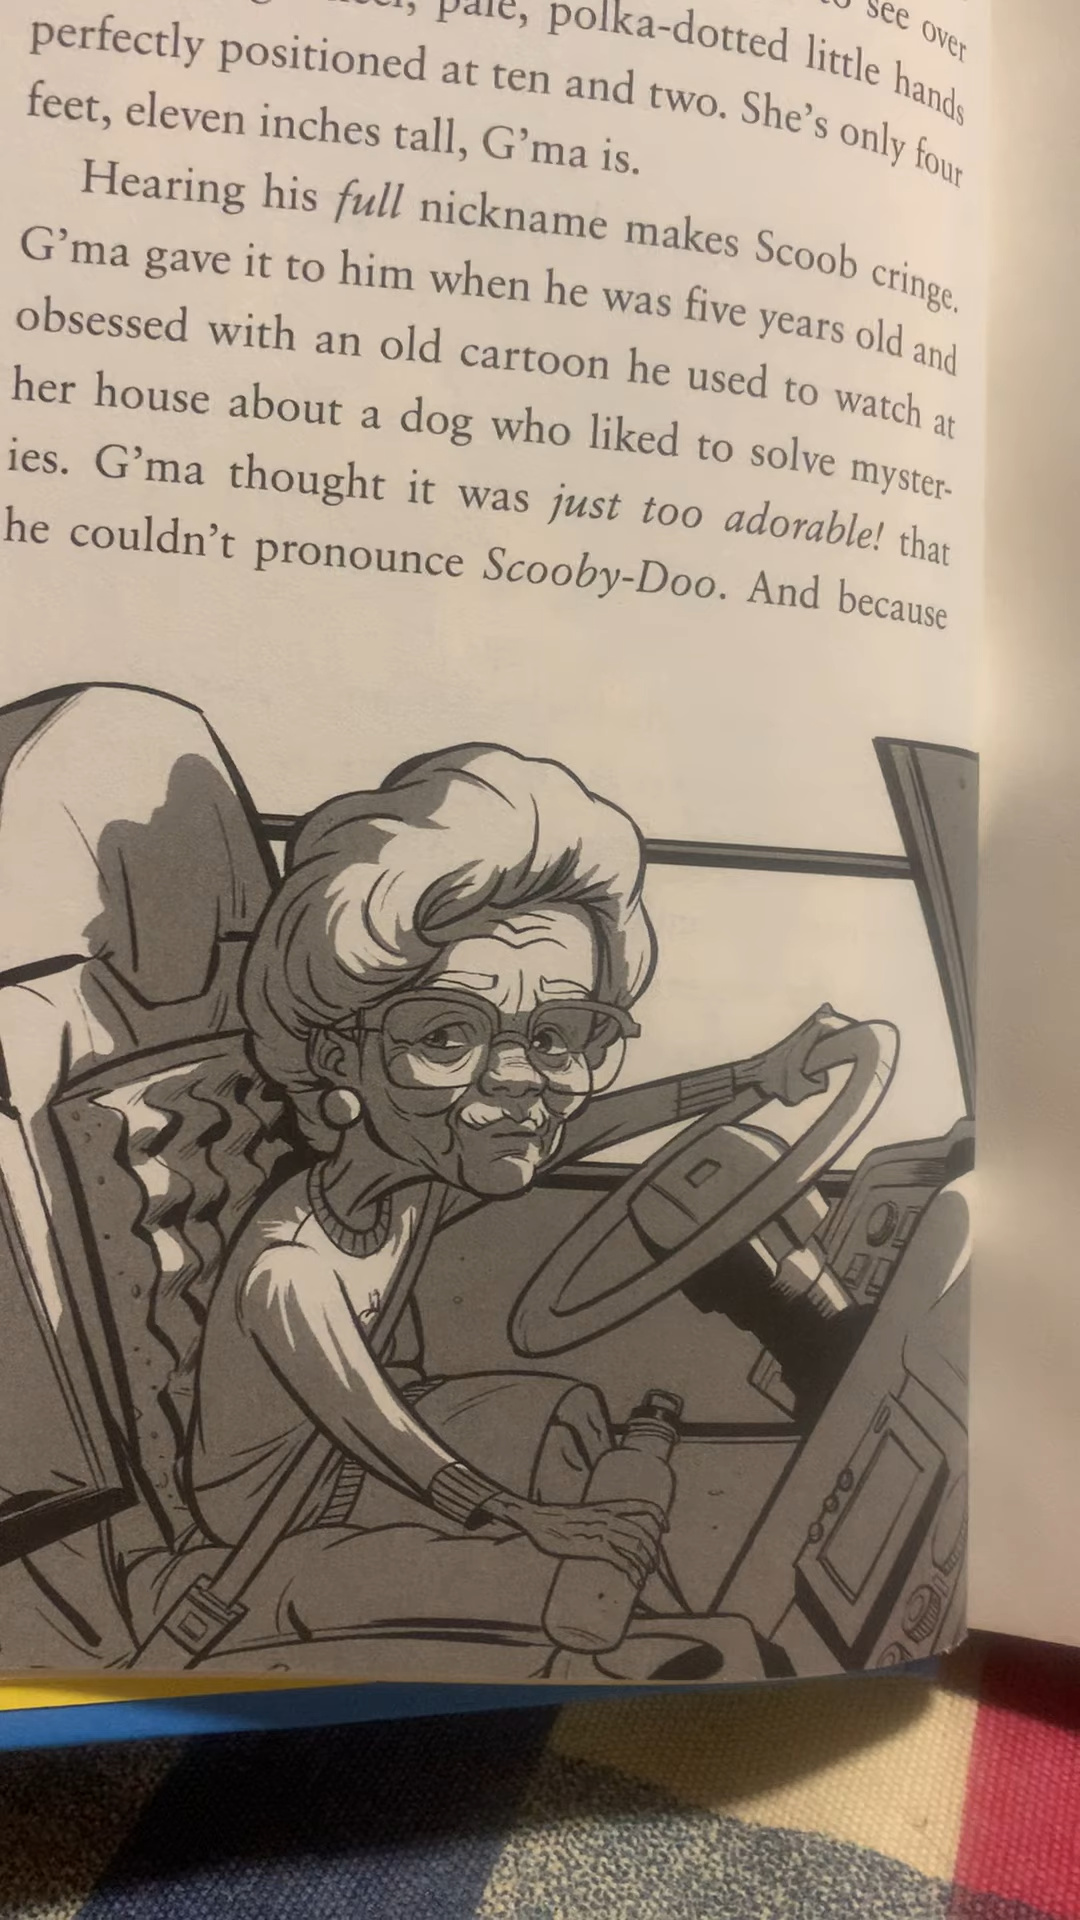 see over
pale, polka-dotted little hands
perfectly positioned at ten and two. She's only four
feet, eleven inches tall, G'ma is.
Hearing his full nickname makes Scoob cringe.
G'ma gave it to him when he was five years old and
obsessed with an old cartoon he used to watch at
her house about a dog who liked to solve myster-
ies. G'ma thought it was just too adorable! that
he couldn't pronounce Scooby-Doo. And because